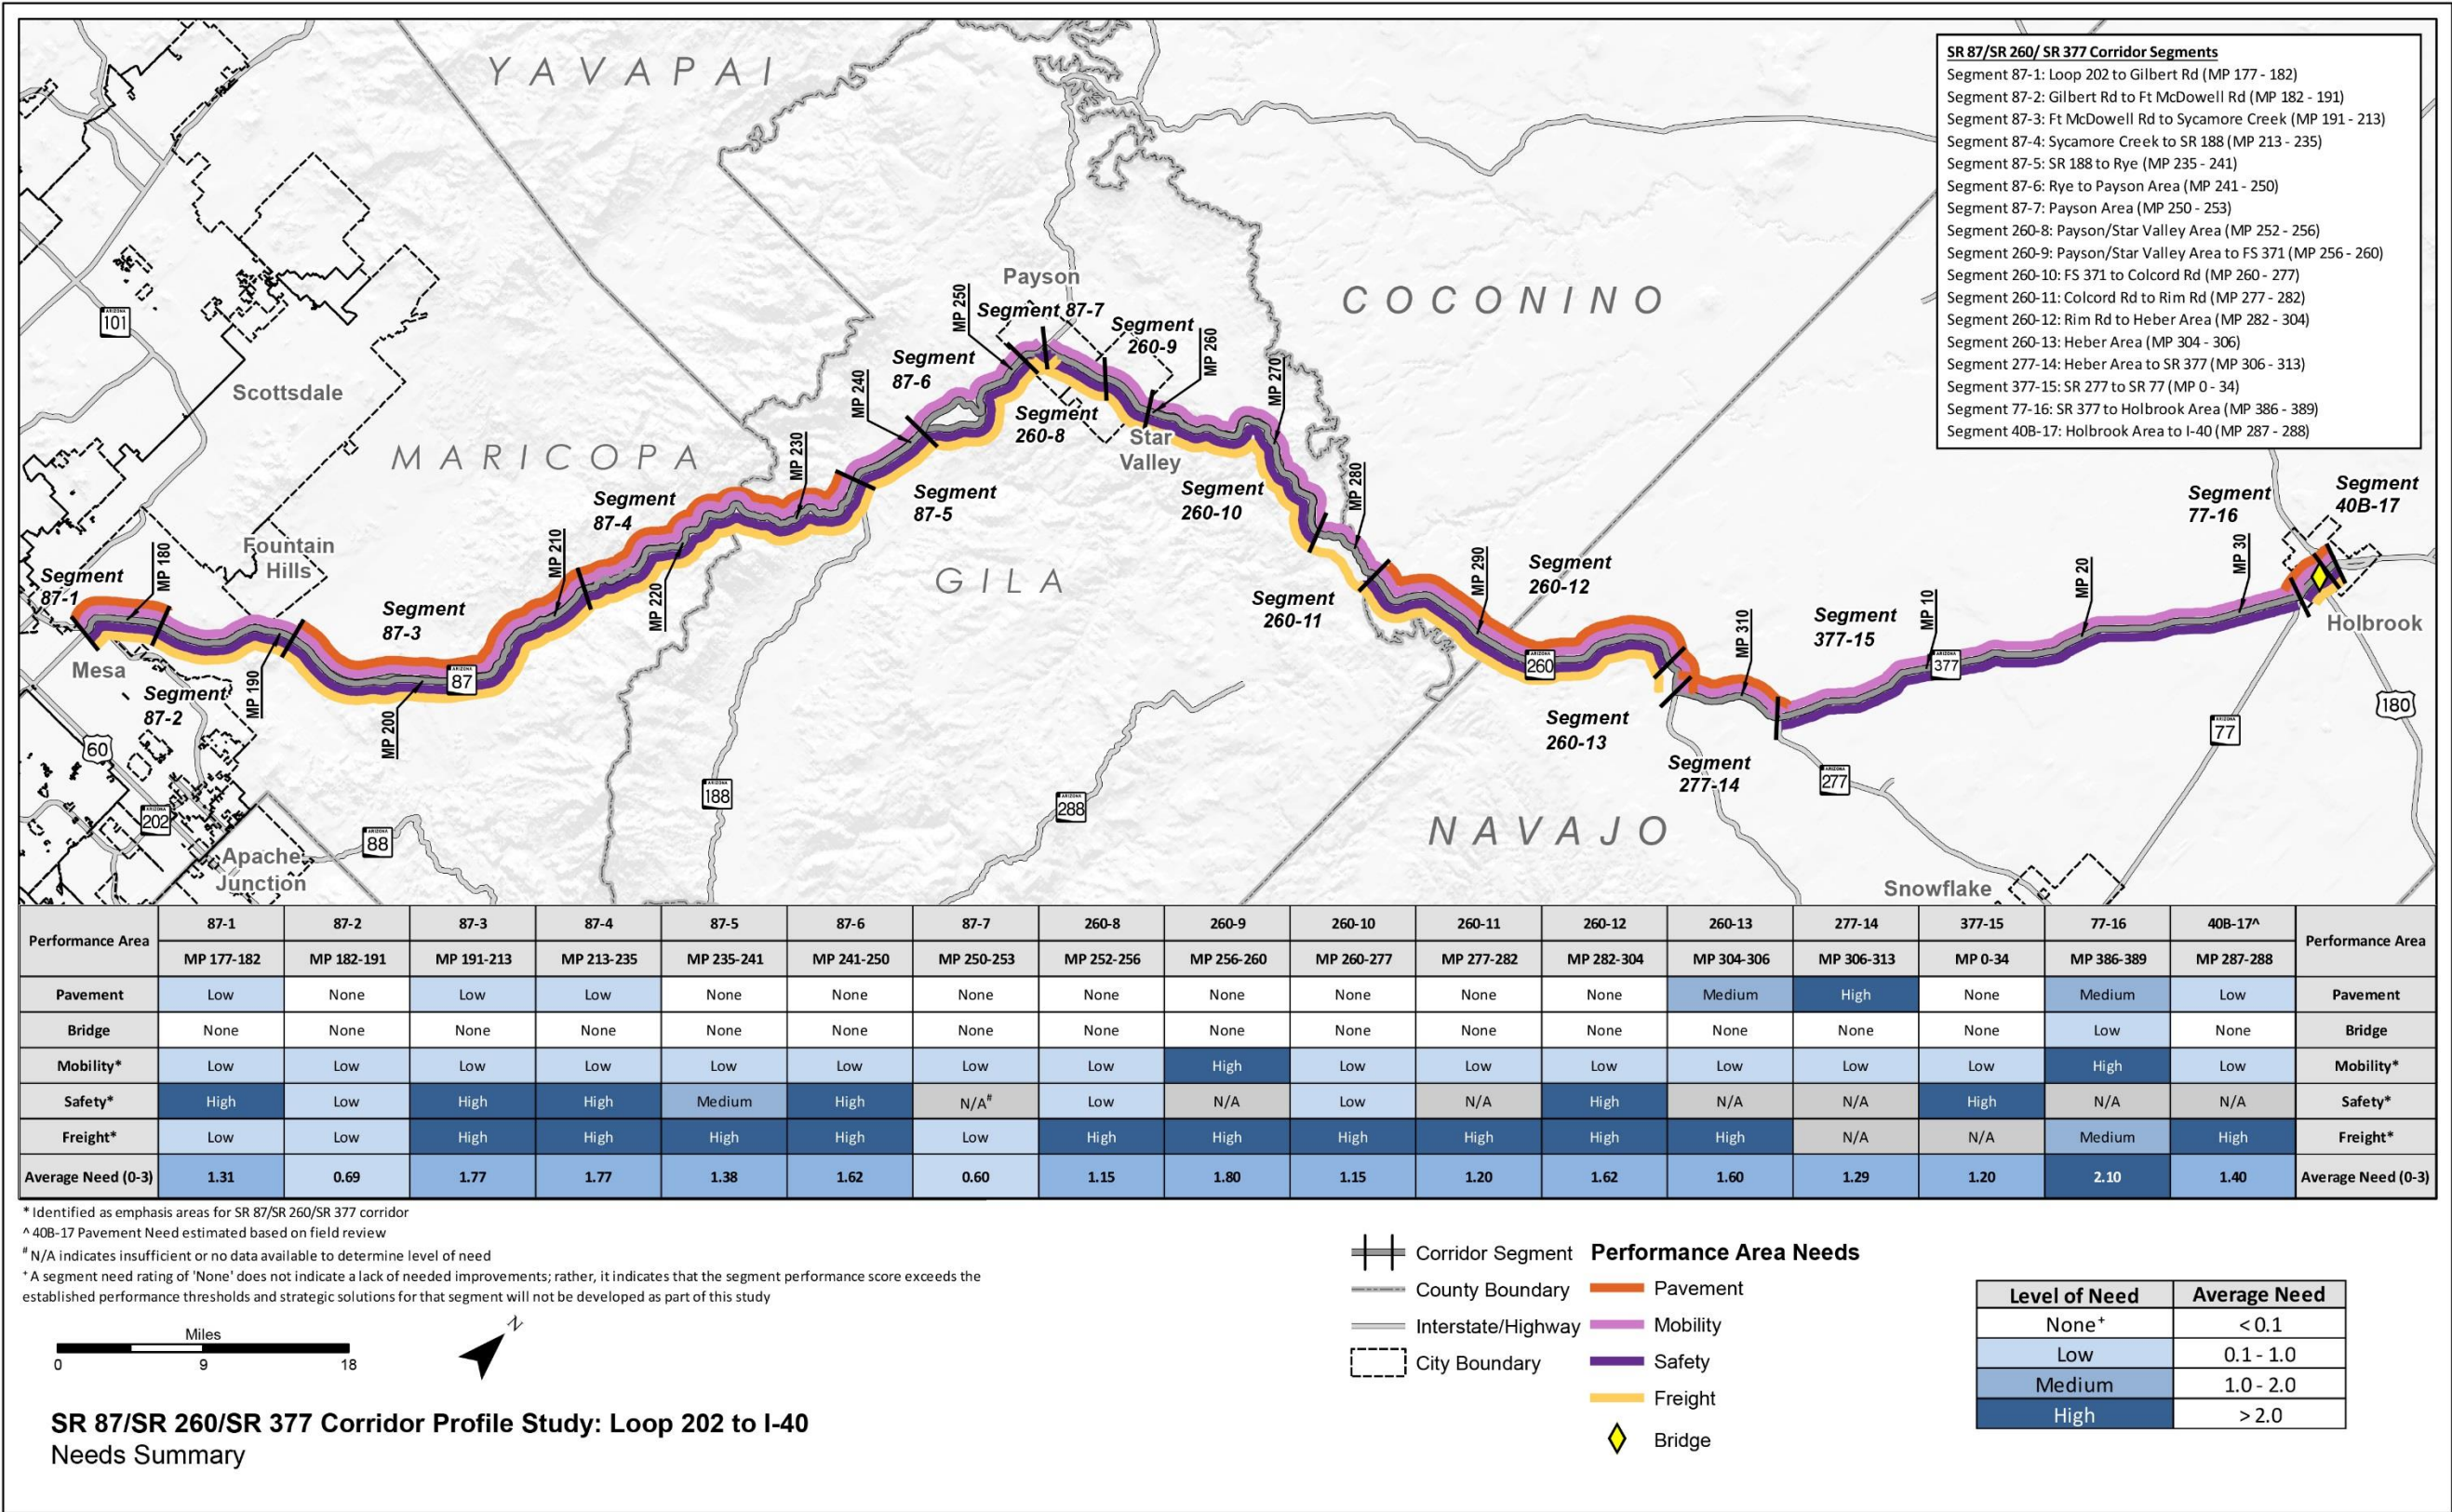 YAVAPAI
SR 87/SR 260/ SR 377 Corridor Segments
Segment 87-1: Loop 202 to Gilbert Rd (MP 177 - 182)
Segment 87-2: Gilbert Rd to Ft McDowell Rd (MP 182 - 191)
Segment 87-3: Ft McDowell Rd to Sycamore Creek (MP 191 - 213)
Segment 87-4: Sycamore Creek to SR 188 (MP 213 - 235)
Segment 87-5: SR 188 to Rye (MP 235 - 241)
Segment 87-6: Rye to Payson Area (MP 241 - 250)
Segment 87-7: Payson Area (MP 250 - 253)
Segment 260-8: Payson/Star Valley Area (MP 252 - 256)
Segment 260-9: Payson/Star Valley Area to FS 371 (MP 256 - 260)
Segment 260-10: FS 371 to Colcord Rd (MP 260 - 277)
Segment 260-11: Colcord Rd to Rim Rd (MP 277 - 282)
Segment 260-12: Rim Rd to Heber Area (MP 282 - 304)
Segment 260-13: Heber Area (MP 304 - 306)
Segment 277-14: Heber Area to SR 377 (MP 306 - 313)
Segment 377-15: SR 277 to SR 77 (MP 0 - 34)
Segment 77-16: SR 377 to Holbrook Area (MP 386 - 389)
Segment 40B-17: Holbrook Area to I-40 (MP 287 - 288)
Payson
COCONINO
MP 250
Segment 87-7
Segment
260-9
MP 260
ARIZONA
101
Segment
87-6
MP 240
MP 270
Scottsdale
Segment
260-8
Star
Valley
MARICOPA
MP 230
MP 280
Segment
87-4
Segment
87-5
Segment
260-10
Segment
77-16
Segment
40B-17
Fountain
Hills
MP 180
MP 210
MP 220
GILA
MP 290
Segment
260-12
MP 30
Segment
87-1
Segment
87-3
Segment
260-11
MP 310
Segment
377-15
MP 10
MP 20
Holbrook
Mesa
ARIZONA
87
ARIZONA
260
ARIZONA
377
Segment
87-2
MP 190
MP 200
180
Segment
260-13
ARIZONA
77
60
Segment
277-14
ARIZONA
277
ARIZONA
188
ARIZONA
288
ARIZONA
202
ARIZONA
88
NAVAJO
Apache
Junction
Snowflake
Performance Area 87-1 87-2 87-3 87-4 87-5 87-6 87-7 260-8 260-9 260-10 260-11 260-12 260-13 277-14 377-15 77-16 40B-17^ Performance Area
MP 177-182 MP 182-191 MP 191-213 MP 213-235 MP 235-241 MP 241-250 MP 250-253 MP 252-256 MP 256-260 MP 260-277 MP 277-282 MP 282-304 MP 304-306 MP 306-313 MP 0-34 MP 386-389 MP 287-288
Pavement Low None Low Low None None None None None None None None Medium High None Medium Low Pavement
Bridge None None None None None None None None None None None None None None None Low None Bridge
Mobility* Low Low Low Low Low Low Low Low High Low Low Low Low Low Low High Low Mobility*
Safety* High Low High High Medium High N/A# Low N/A Low N/A High N/A N/A High N/A N/A Safety*
Freight* Low Low High High High High Low High High High High High High N/A N/A Medium High Freight*
Average Need (0-3) 1.31 0.69 1.77 1.77 1.38 1.62 0.60 1.15 1.80 1.15 1.20 1.62 1.60 1.29 1.20 2.10 1.40 Average Need (0-3)
* Identified as emphasis areas for SR 87/SR 260/SR 377 corridor
^ 40B-17 Pavement Need estimated based on field review
# N/A indicates insufficient or no data available to determine level of need
+ A segment need rating of 'None' does not indicate a lack of needed improvements; rather, it indicates that the segment performance score exceeds the
established performance thresholds and strategic solutions for that segment will not be developed as part of this study
Miles
0 9 18
N
SR 87/SR 260/SR 377 Corridor Profile Study: Loop 202 to I-40
Needs Summary
Corridor Segment
County Boundary
Interstate/Highway
City Boundary
Performance Area Needs
Pavement
Mobility
Safety
Freight
Bridge
Level of Need Average Need
None+ < 0.1
Low 0.1 - 1.0
Medium 1.0 - 2.0
High > 2.0